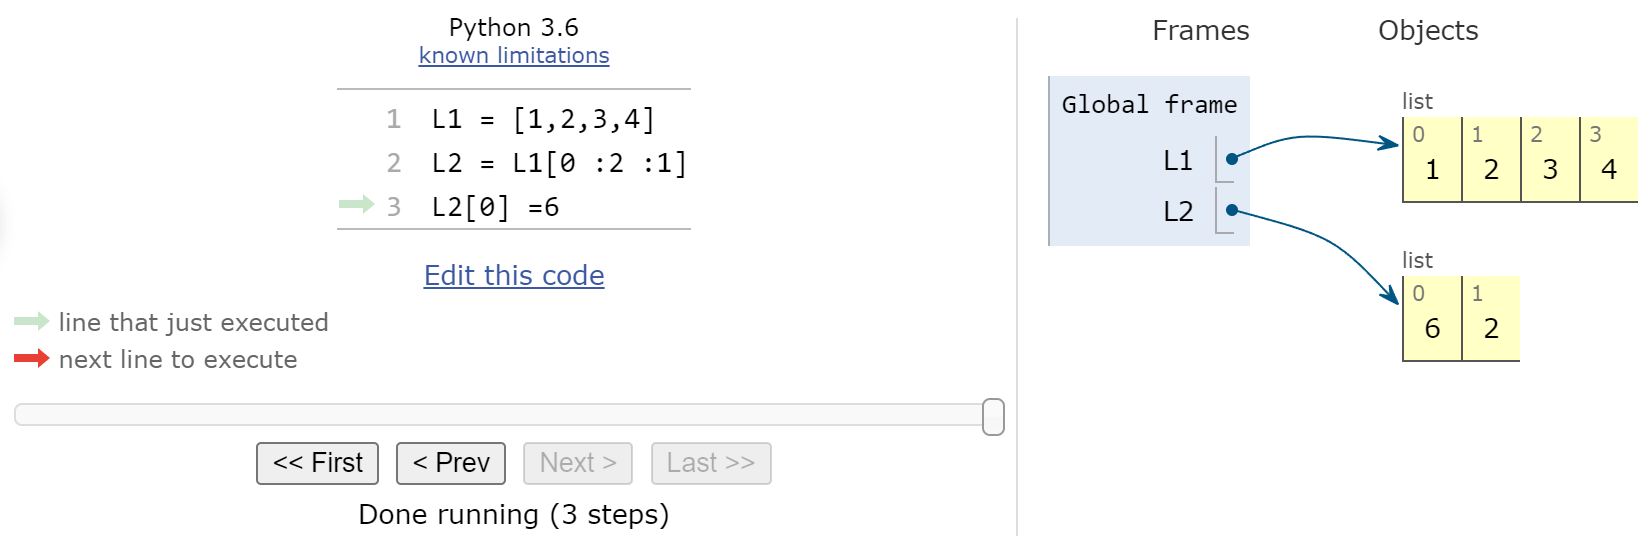 Python 3.6
known limitations
1 L1 = [1,2,3,4]
2 L2 = L1[0 :2 :1]
3 L2[0] =6
Edit this code
line that just executed
next line to execute
<< First < Prev Next > Last >>
Done running (3 steps)
Frames Objects
Global frame
L1
L2
list
0 1 2 3
1 2 3 4
list
0 1
6 2